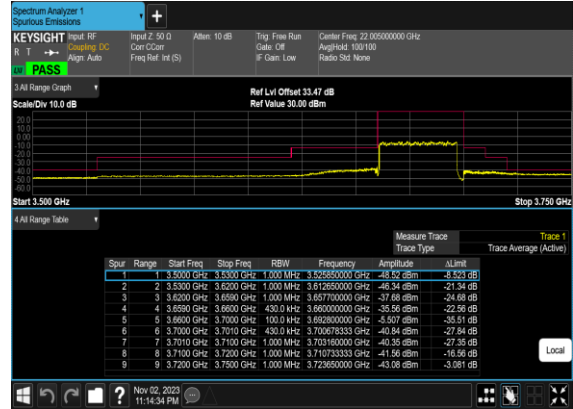 Spectrum Analyzer 1
Spurious Emissions
KEYSIGHT Input: RF Input Z: 50 Ω Atten: 10 dB Trig: Free Run Center Freq: 22.005000000 GHz
R T Coupling: DC Corr CCorr Gate: Off Avg|Hold: 100/100
Align: Auto Freq Ref: Int (S) IF Gain: Low Radio Std: None
PASS
3 All Range Graph Ref Lvl Offset 33.47 dB
Scale/Div 10.0 dB Ref Value 30.00 dBm
20.0
10.0
0.00
-10.0
-20.0
-30.0
-40.0
-50.0
-60.0
Start 3.500 GHz Stop 3.750 GHz
4 All Range Table
Measure Trace Trace 1
Trace Type Trace Average (Active)
Spur Range Start Freq Stop Freq RBW Frequency Amplitude ΔLimit
1 1 3.5000 GHz 3.5300 GHz 1.000 MHz 3.525850000 GHz -48.52 dBm -8.523 dB
2 2 3.5300 GHz 3.6200 GHz 1.000 MHz 3.612650000 GHz -46.34 dBm -21.34 dB
3 3 3.6200 GHz 3.6590 GHz 1.000 MHz 3.657700000 GHz -37.68 dBm -24.68 dB
4 4 3.6590 GHz 3.6600 GHz 430.0 kHz 3.660000000 GHz -35.56 dBm -22.56 dB
5 5 3.6600 GHz 3.7000 GHz 100.0 kHz 3.692800000 GHz -5.507 dBm -35.51 dB
6 6 3.7000 GHz 3.7010 GHz 430.0 kHz 3.700678333 GHz -40.84 dBm -27.84 dB
7 7 3.7010 GHz 3.7100 GHz 1.000 MHz 3.703160000 GHz -40.35 dBm -27.35 dB
8 8 3.7100 GHz 3.7200 GHz 1.000 MHz 3.710733333 GHz -41.56 dBm -16.56 dB
9 9 3.7200 GHz 3.7500 GHz 1.000 MHz 3.723650000 GHz -43.08 dBm -3.081 dB
Local
Nov 02, 2023
11:14:34 PM